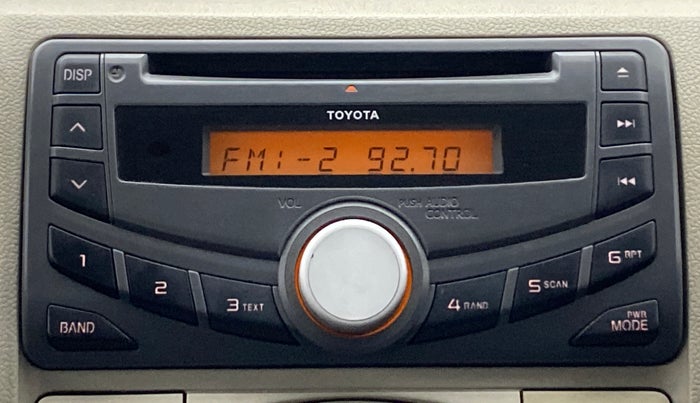 DISP
TOYOTA
FM1-2 92.70
VOL
PUSH AUDIO
CONTROL
1
2
3 TEXT
4 RAND
5 SCAN
6 RPT
BAND
PWR
MODE